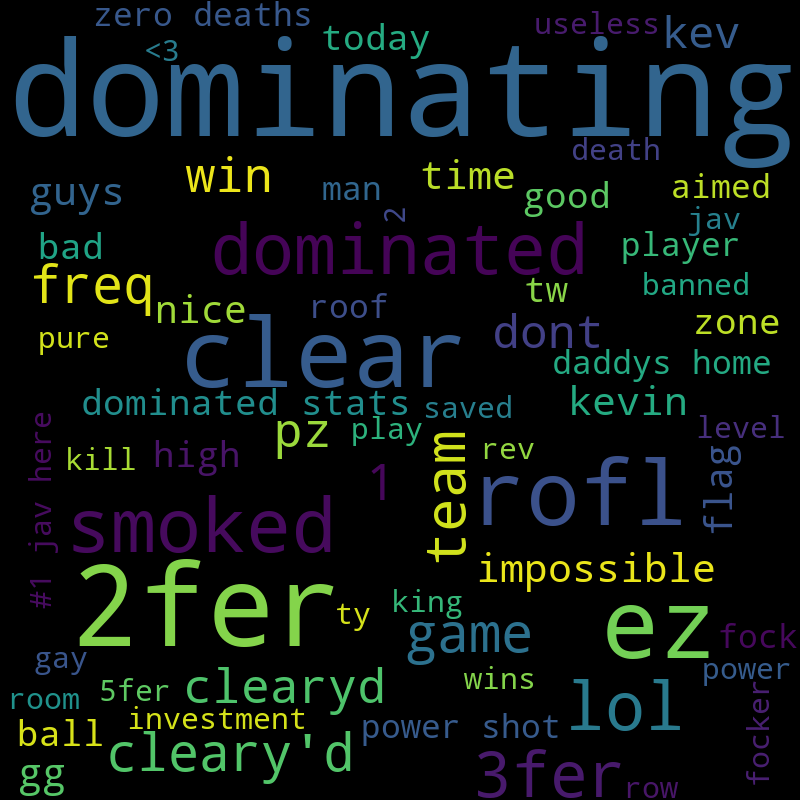 zero deaths
useless
kev
<3
today
dominating
death
win
man
time
guys
good
aimed
2
jav
bad
dominated
player
freq
tw
banned
nice
roof
pure
clear
dont
zone
daddys home
dominated stats
saved
kevin
#1 jav here
pz
play
level
kill
high
team
rev
1
rofl
flag
smoked
impossible
2fer
ty
king
game
ez
fock
gay
power
room
5fer
clearyd
wins
focker
ball
investment
power shot
lol
gg
cleary'd
3fer
row